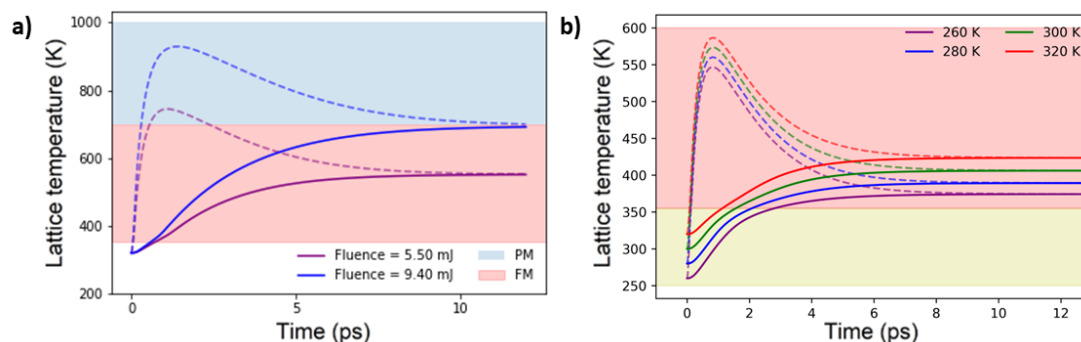 a)
Lattice temperature (K)
1000
800
600
400
200
0
5
10
Time (ps)
Fluence = 5.50 mJ
Fluence = 9.40 mJ
PM
FM
b)
Lattice temperature (K)
600
550
500
450
400
350
300
250
0
2
4
6
8
10
12
Time (ps)
260 K
280 K
300 K
320 K